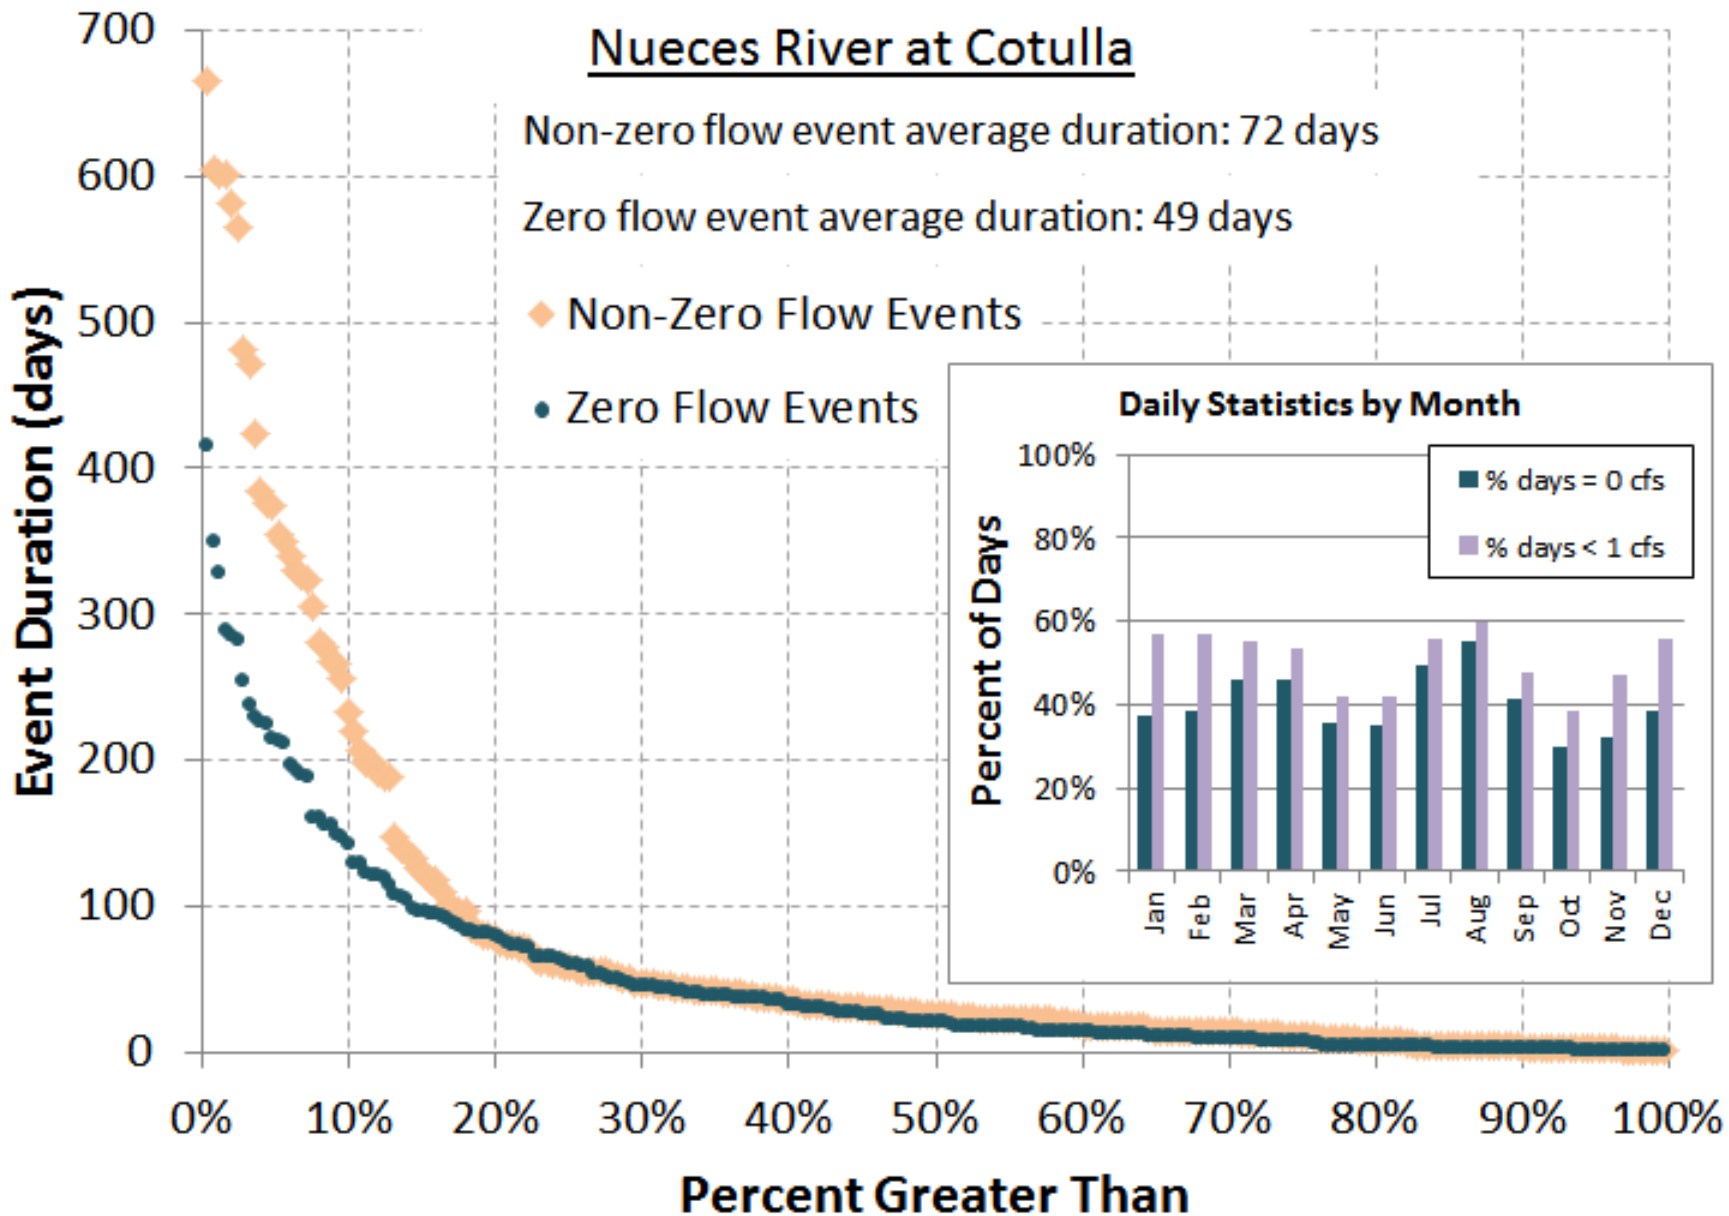 Nueces River at Cotulla
Non-zero flow event average duration: 72 days
Zero flow event average duration: 49 days
Non-Zero Flow Events
Zero Flow Events
Event Duration (days)
700
600
500
400
300
200
100
0
0% 10% 20% 30% 40% 50% 60% 70% 80% 90% 100%
Percent Greater Than
Daily Statistics by Month
% days = 0 cfs
% days < 1 cfs
Percent of Days
100%
80%
60%
40%
20%
0%
Jan Feb Mar Apr May Jun Jul Aug Sep Oct Nov Dec